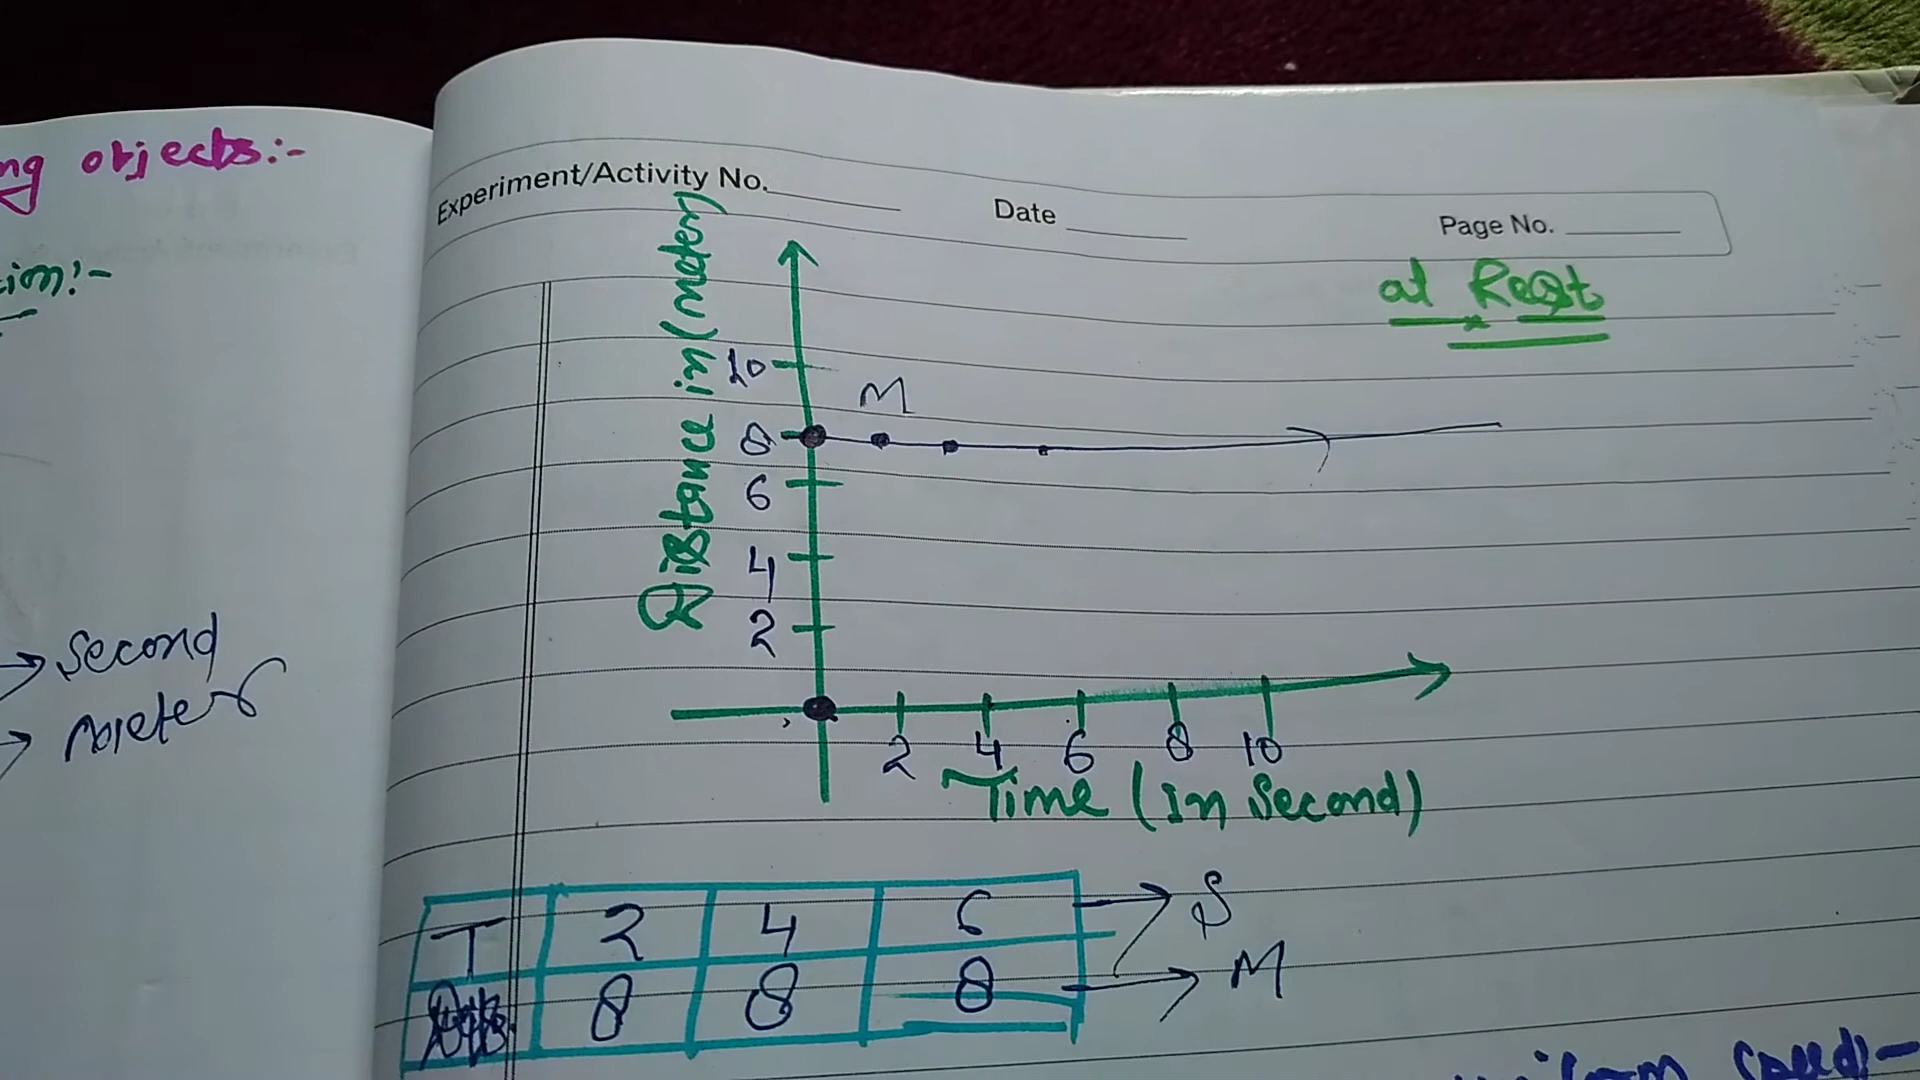 ng objects:-
ion:-
→ Second
→ meter
Experiment/Activity No.
Date
Page No.
at Rest
Distance in (meter)
10
M
8
6
4
2
2 4 6 8 10
Time (In Second)
T 2 4 6 → S
8 8 8 → M
speed:-